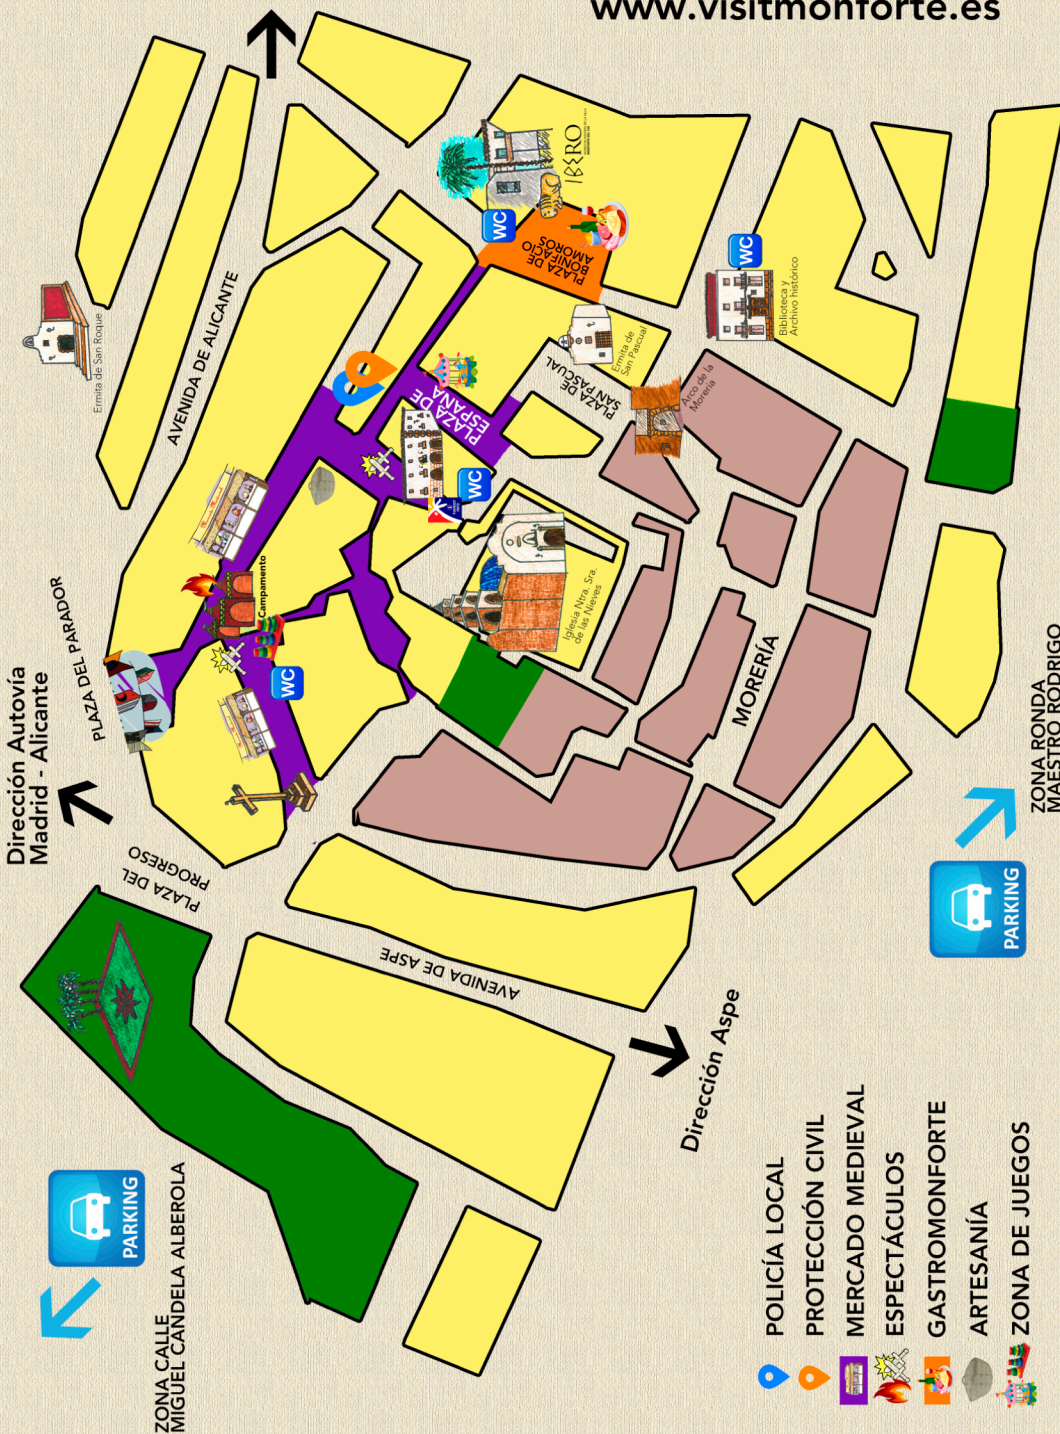 www.visitmonforte.es
Ermita de San Roque
AVENIDA DE ALICANTE
IBERO
WC
PLAZA DE
BONIFACIO
AMORÓS
WC
Biblioteca y
Archivo histórico
Ermita de
San Pascual
PLAZA DE
SAN PASCUAL
Arco de la
Morería
PLAZA DE
ESPAÑA
WC
Campamento
WC
Iglesia Ntra. Sra.
de las Nieves
PLAZA DEL PARADOR
Dirección Autovía
Madrid - Alicante
MORERÍA
PLAZA DEL
PROGRESO
AVENIDA DE ASPE
Dirección Aspe
PARKING
ZONA RONDA
MAESTRO RODRIGO
PARKING
ZONA CALLE
MIGUEL CANDELA ALBEROLA
POLICÍA LOCAL
PROTECCIÓN CIVIL
MERCADO MEDIEVAL
ESPECTÁCULOS
GASTROMONFORTE
ARTESANÍA
ZONA DE JUEGOS